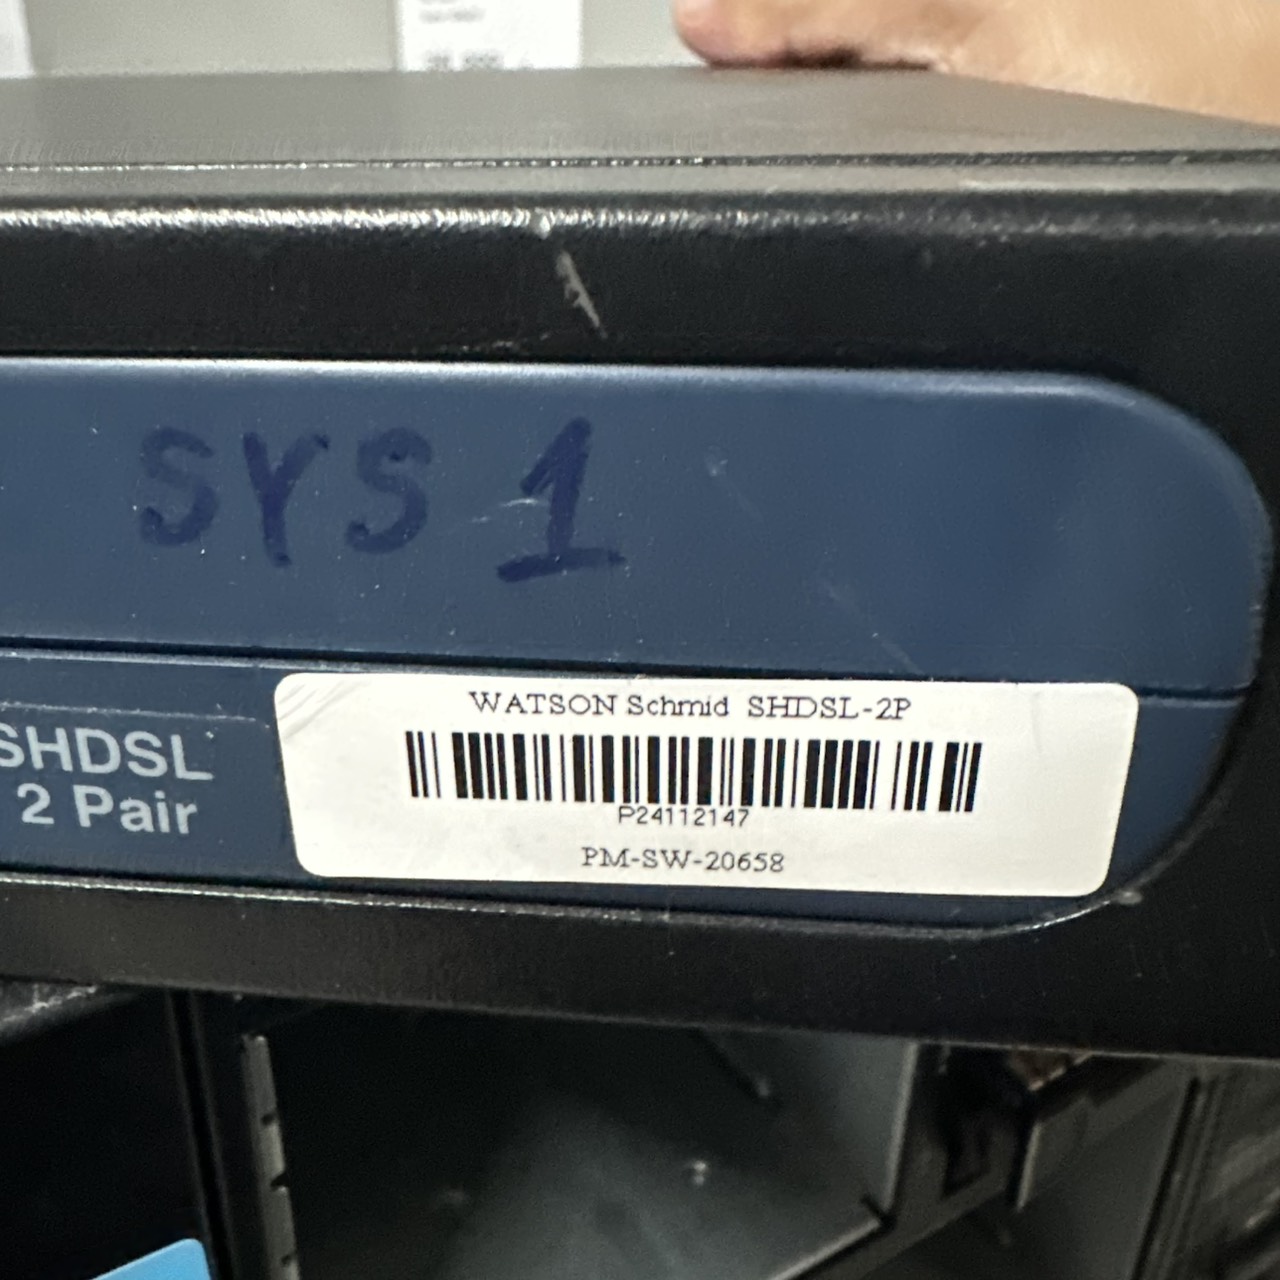 SYS 1
SHDSL
2 Pair
WATSON Schmid SHDSL-2P
P24112147
PM-SW-20658